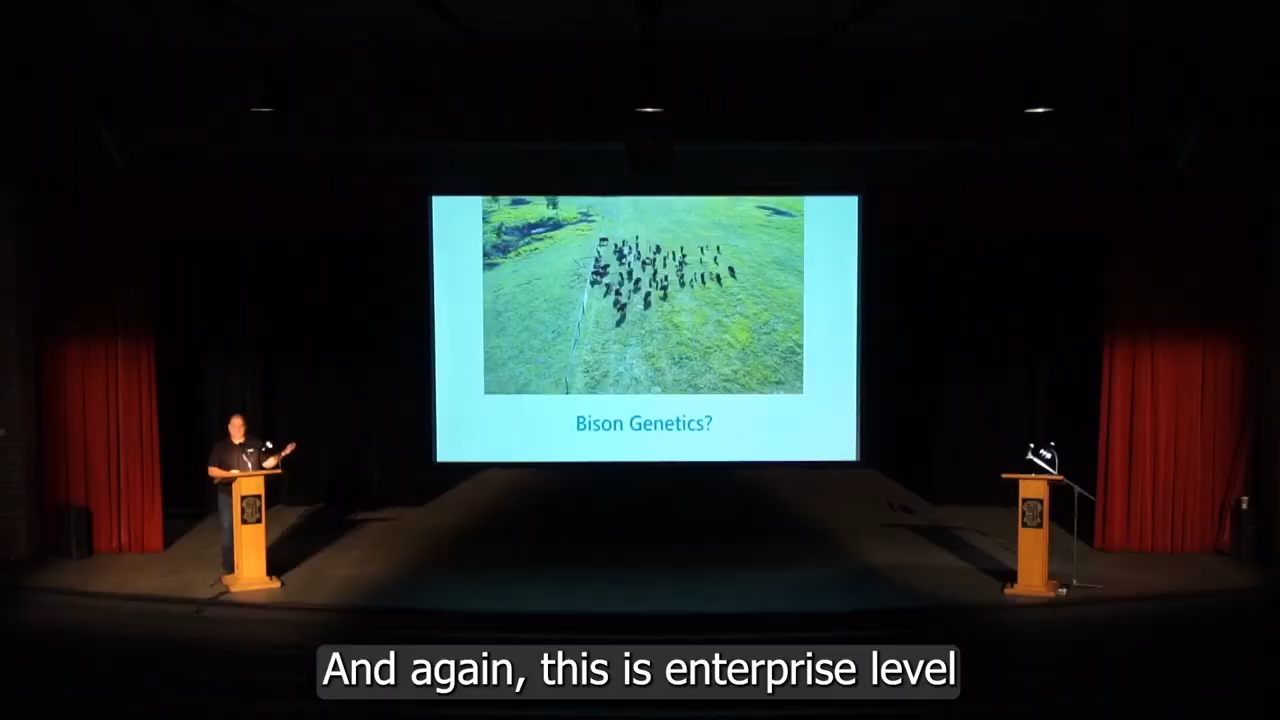 Bison Genetics?
And again, this is enterprise level